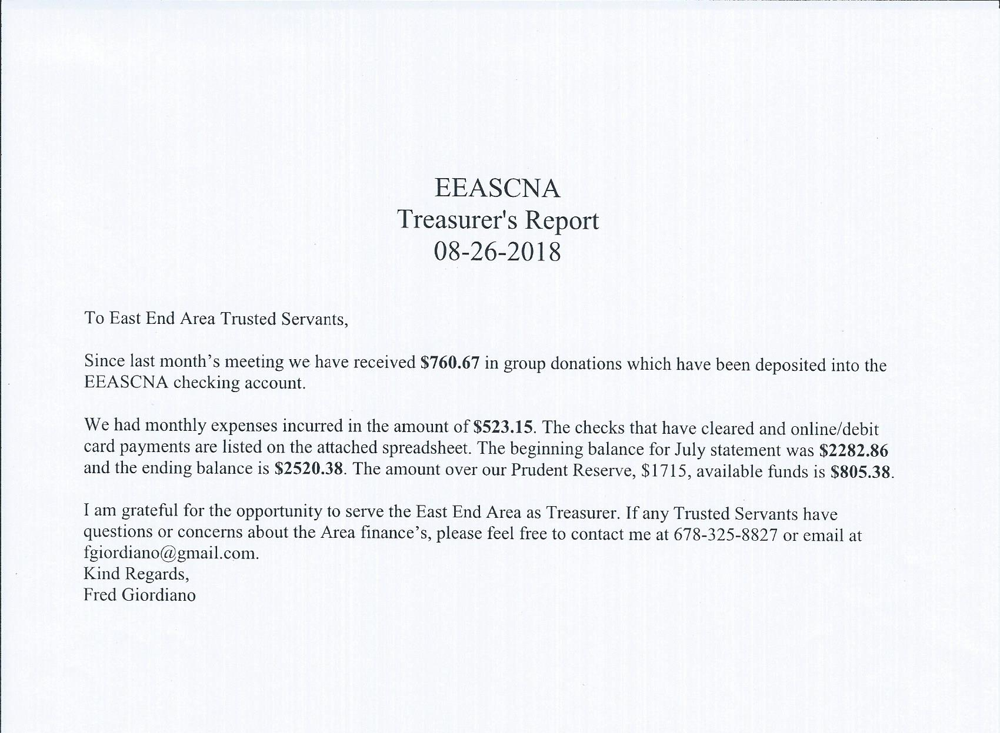 EEASCNA
Treasurer's Report
08-26-2018
To East End Area Trusted Servants,
Since last month’s meeting we have received $760.67 in group donations which have been deposited into the
EEASCNA checking account.
We had monthly expenses incurred in the amount of $523.15. The checks that have cleared and online/debit
card payments are listed on the attached spreadsheet. The beginning balance for July statement was $2282.86
and the ending balance is $2520.38. The amount over our Prudent Reserve, $1715, available funds is $805.38.
I am grateful for the opportunity to serve the East End Area as Treasurer. If any Trusted Servants have
questions or concerns about the Area finance’s, please feel free to contact me at 678-325-8827 or email at
fgiordiano@gmail.com.
Kind Regards,
Fred Giordiano